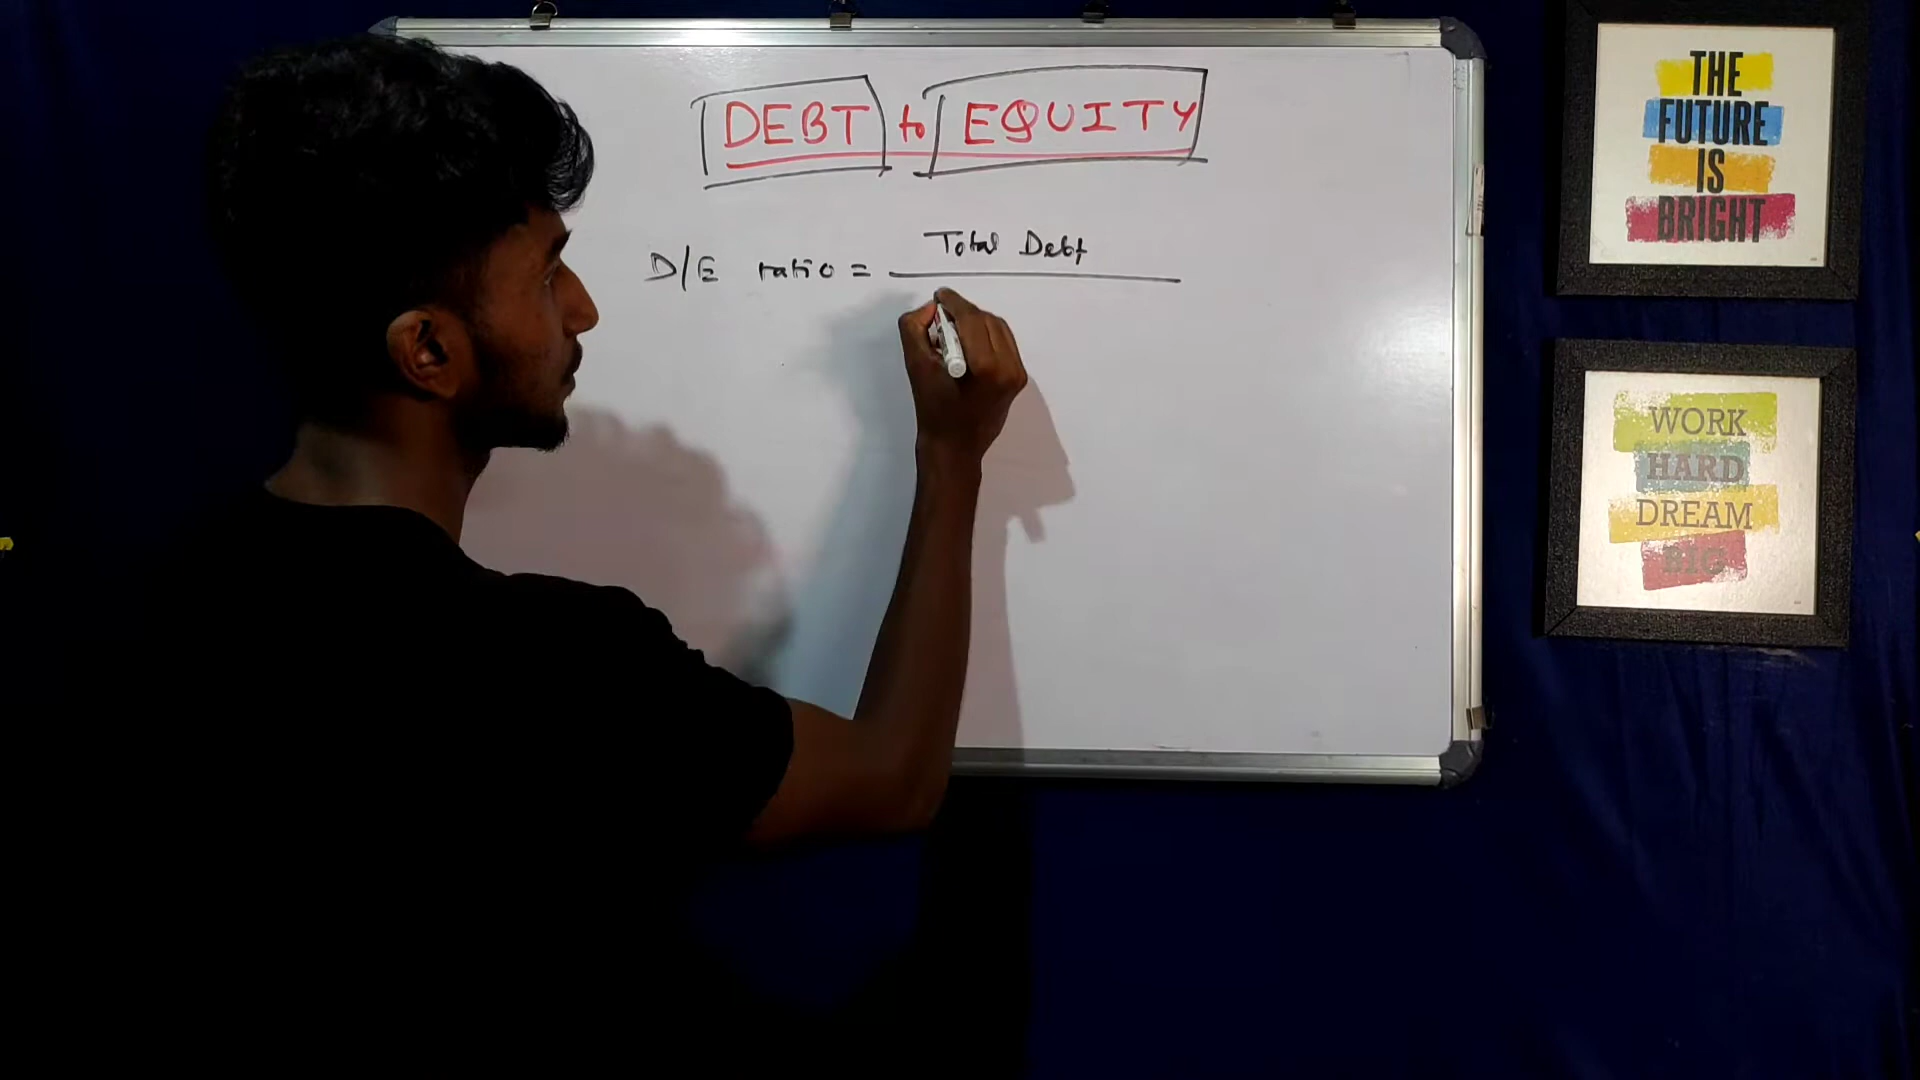 DEBT to EQUITY
Total Debt
D/E ratio =
THE
FUTURE
IS
BRIGHT
WORK
HARD
DREAM
BIG